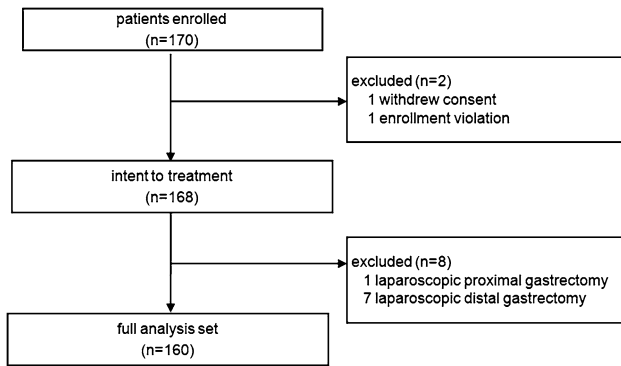 patients enrolled
(n=170)
excluded (n=2)
1 withdrew consent
1 enrollment violation
intent to treatment
(n=168)
excluded (n=8)
1 laparoscopic proximal gastrectomy
7 laparoscopic distal gastrectomy
full analysis set
(n=160)